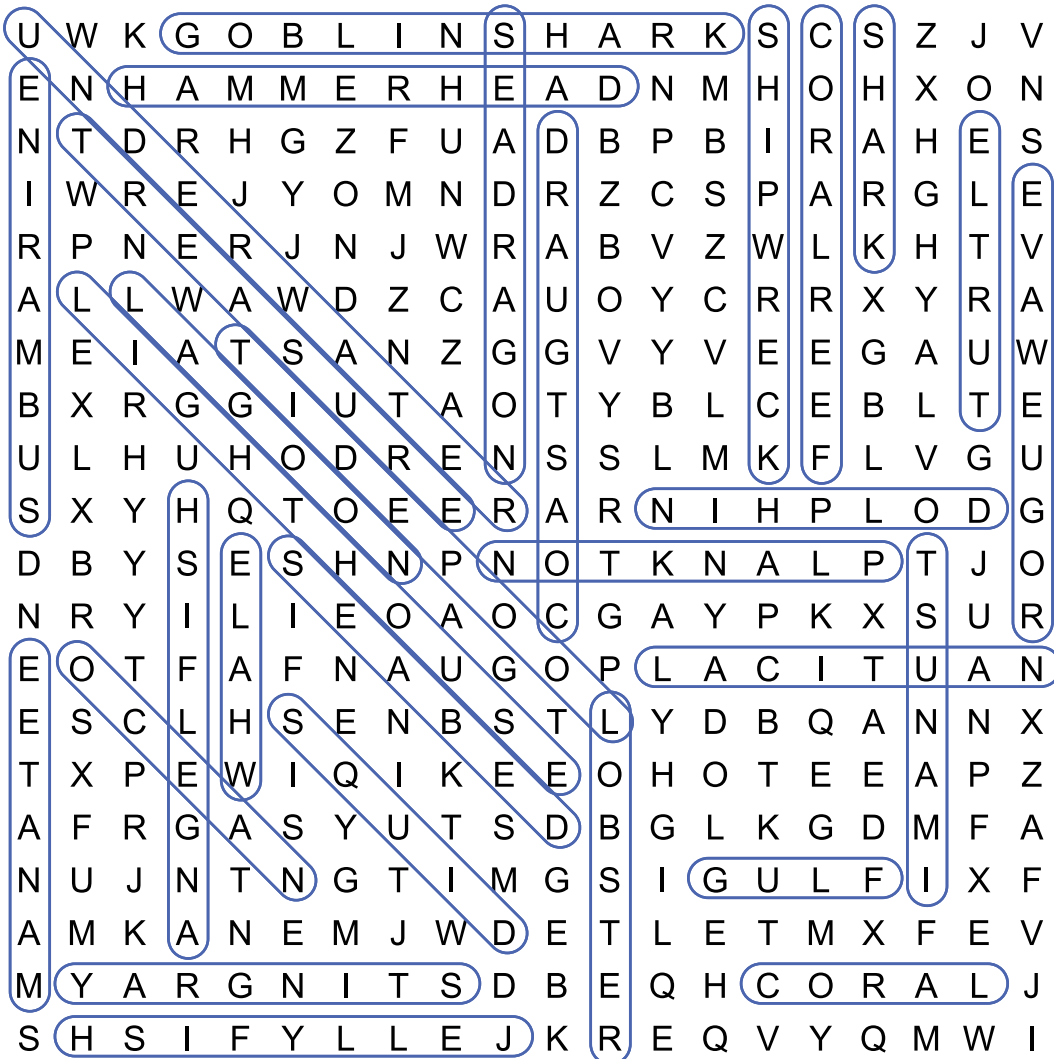 U W K G O B L I N S H A R K S C S Z J V
E N H A M M E R H E A D N M H O H X O N
N T D R H G Z F U A D B P B I R A H E S
I W R E J Y O M N D R Z C S P A R G L E
R P N E R J N J W R A B V Z W L K H T V
A L L W A W D Z C A U O Y C R R X Y R A
M E I A T S A N Z G G V Y V E E G A U W
B X R G G I U T A O T Y B L C E B L T E
U L H U H O D R E N S S L M K F L V G U
S X Y H Q T O E E R A R N I H P L O D G
D B Y S E S H N P N O T K N A L P T J O
N R Y I L I E O A O C G A Y P K X S U R
E O T F A F N A U G O P L A C I T U A N
E S C L H S E N B S T L Y D B Q A N N X
T X P E W I Q I K E E O H O T E E A P Z
A F R G A S Y U T S D B G L K G D M F A
N U J N T N G T I M G S I G U L F I X F
A M K A N E M J W D E T L E T M X F E V
M Y A R G N I T S D B E Q H C O R A L J
S H S I F Y L L E J K R E Q V Y Q M W I